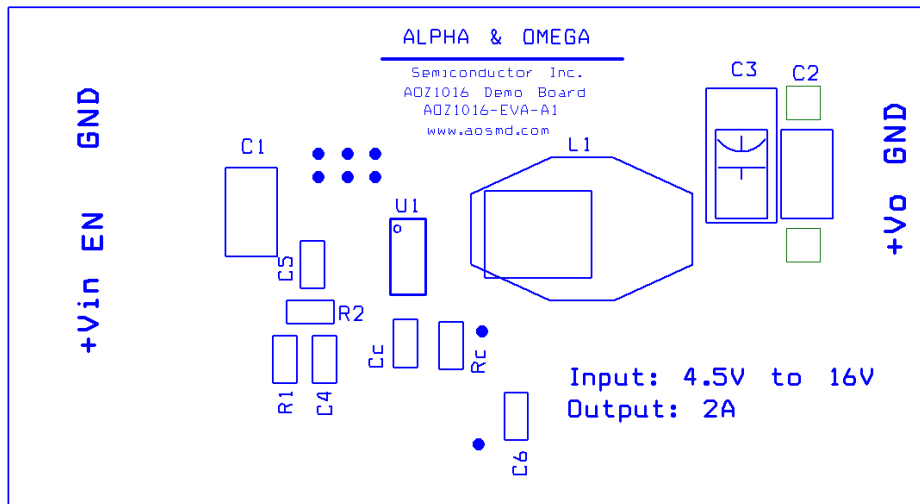 ALPHA & OMEGA
Semiconductor Inc.
AOZ1016 Demo Board
AOZ1016-EVA-A1
www.aosmd.com
GND
C1
U1
L1
C3
C2
GND
+Vin EN
+Vo
C5
R2
R1
C4
Cc
Rc
C6
Input: 4.5V to 16V
Output: 2A